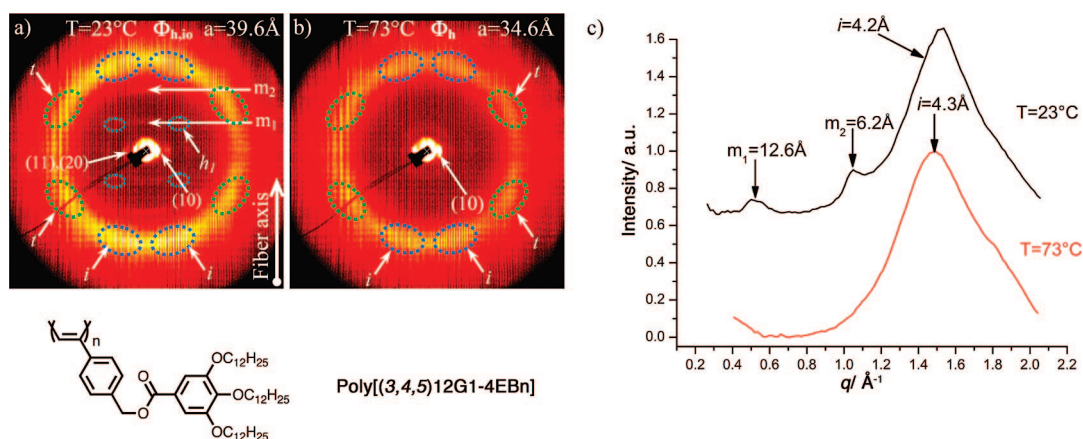 a) T=23°C Φh,io a=39.6Å
t
m2
m1
(11),(20)
h1
(10)
t
i
i
Fiber axis
b) T=73°C Φh a=34.6Å
t
(10)
t
i
i
c)
i=4.2Å
m2=6.2Å
m1=12.6Å
i=4.3Å
T=23°C
T=73°C
Intensity/ a.u.
1.6
1.4
1.2
1.0
0.8
0.6
0.4
0.2
0.0
0.2 0.4 0.6 0.8 1.0 1.2 1.4 1.6 1.8 2.0 2.2
q/ Å-1
n
O
O
OC12H25
OC12H25
OC12H25
Poly[(3,4,5)12G1-4EBn]